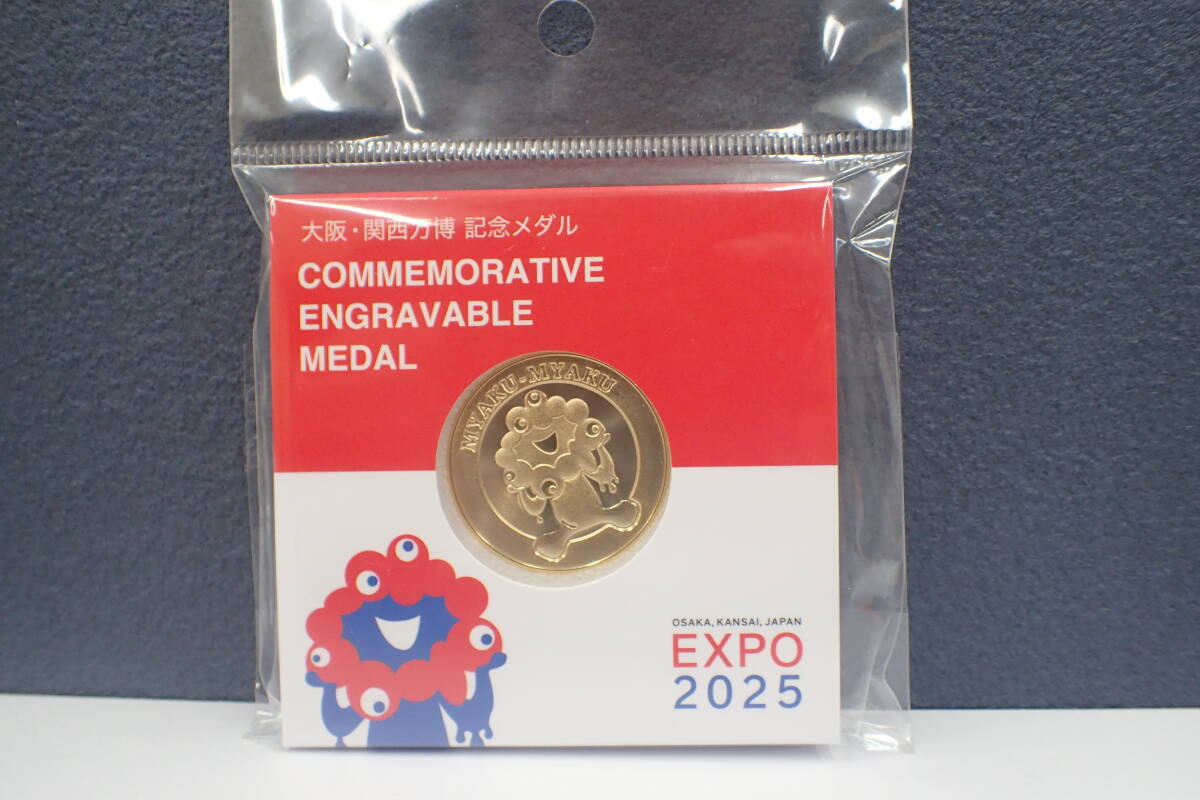 大阪・関西万博 記念メダル
COMMEMORATIVE
ENGRAVABLE
MEDAL
MYAKU-MYAKU
OSAKA, KANSAI, JAPAN
EXPO
2025